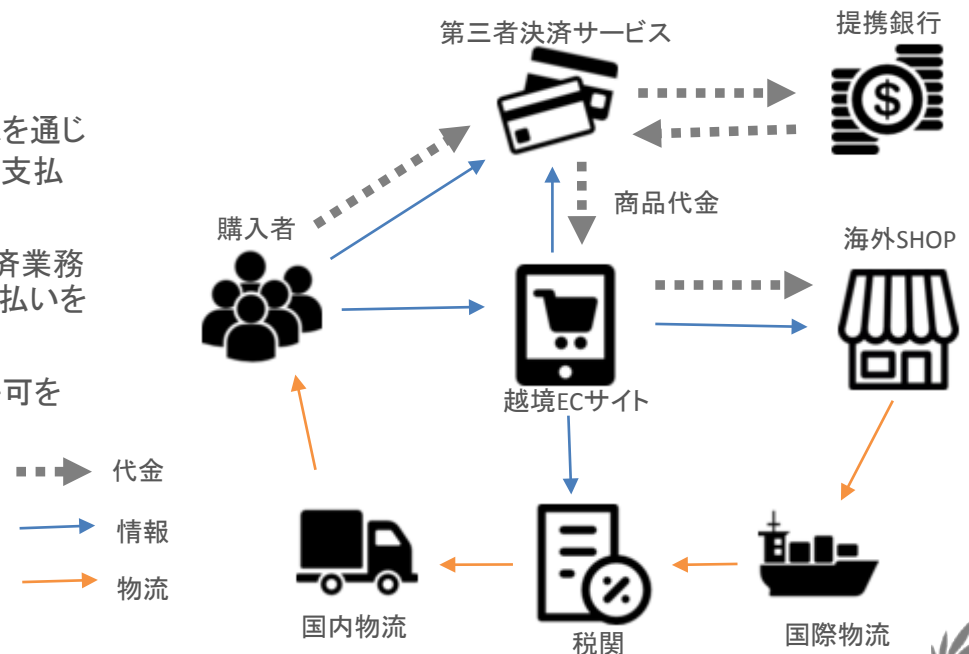 第三者決済サービス
提携銀行
を通じ
支払
商品代金
購入者
海外SHOP
済業務
払いを
越境ECサイト
可を
代金
情報
物流
国内物流
税関
国際物流